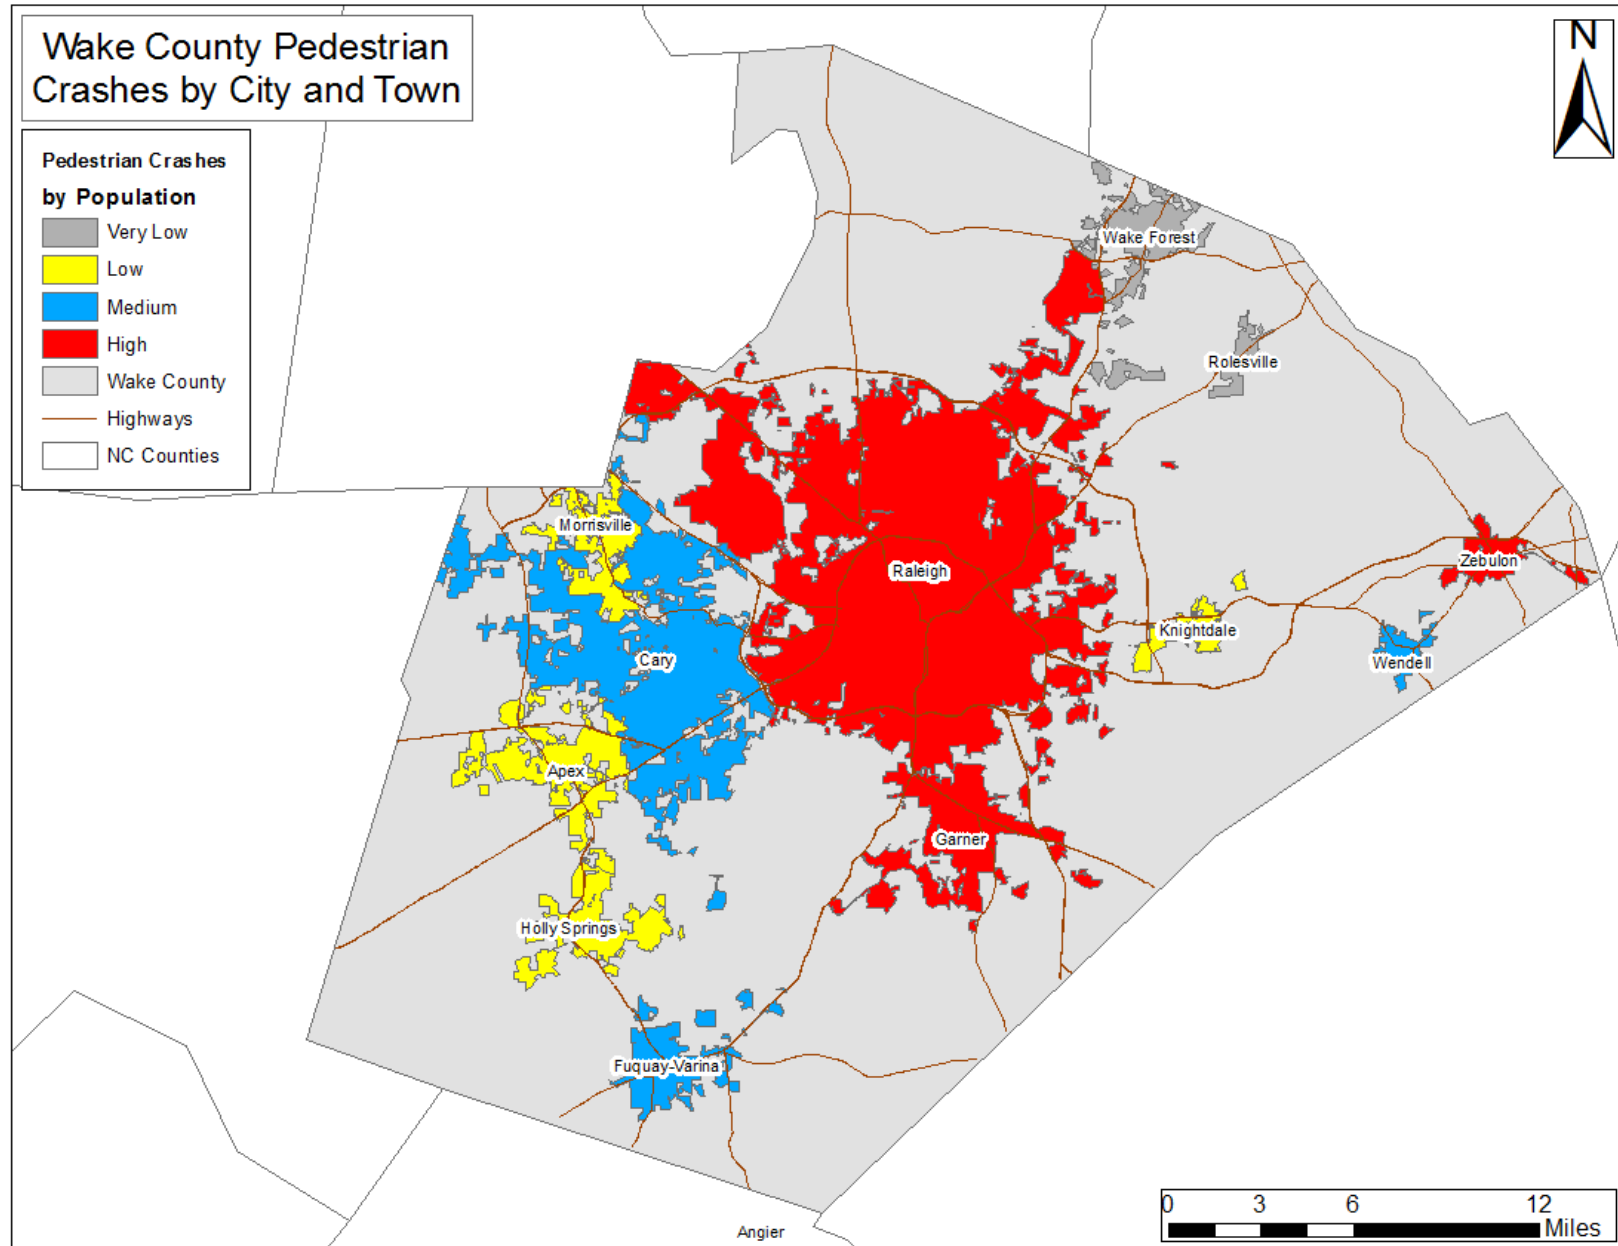 Wake County Pedestrian
Crashes by City and Town
N
Pedestrian Crashes
by Population
Very Low
Low
Medium
High
Wake County
Highways
NC Counties
Wake Forest
Rolesville
Morrisville
Raleigh
Zebulon
Knightdale
Cary
Wendell
Apex
Garner
Holly Springs
Fuquay-Varina
Angier
0 3 6 12
Miles